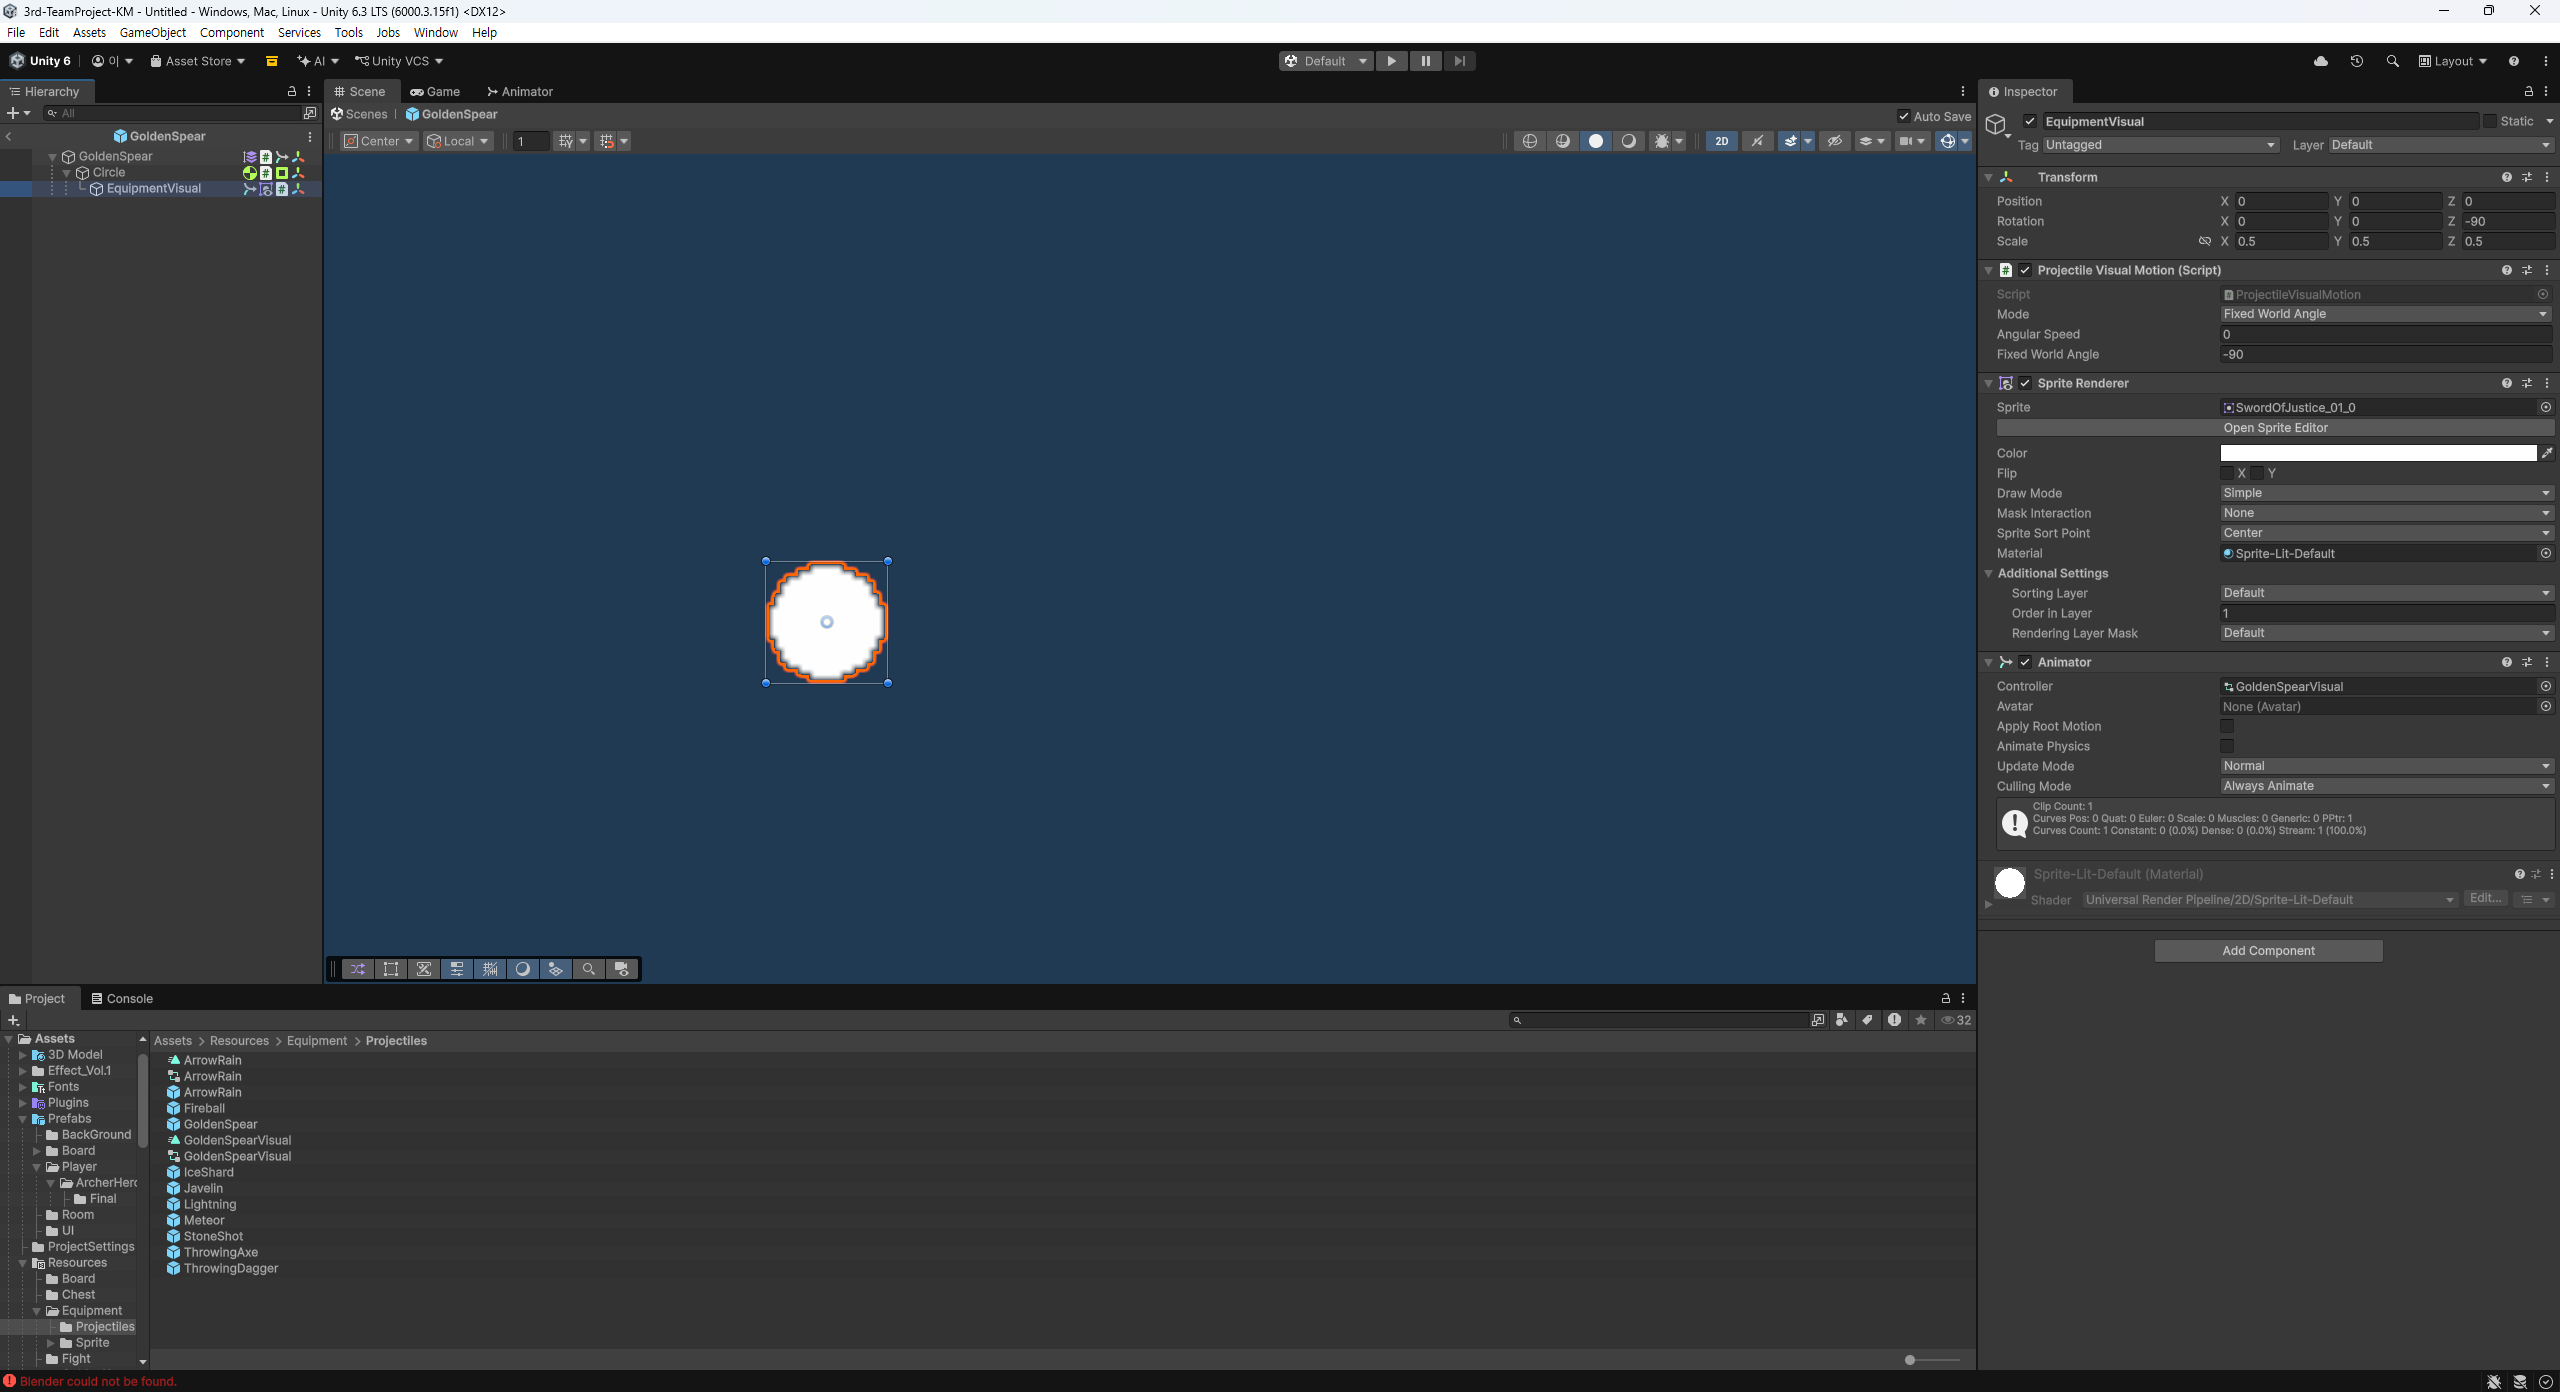 3rd-TeamProject-KM - Untitled - Windows, Mac, Linux - Unity 6.3 LTS (6000.3.15f1) <DX12>
File Edit Assets GameObject Component Services Tools Jobs Window Help
Unity 6 Asset Store AI Unity VCS Default Layout
Hierarchy
All
GoldenSpear
GoldenSpear
Circle
EquipmentVisual
Scene Game Animator
Scenes GoldenSpear Auto Save
Center Local 1 2D
Inspector
EquipmentVisual Static
Tag Untagged Layer Default
Transform
Position X 0 Y 0 Z 0
Rotation X 0 Y 0 Z -90
Scale X 0.5 Y 0.5 Z 0.5
Projectile Visual Motion (Script)
Script ProjectileVisualMotion
Mode Fixed World Angle
Angular Speed 0
Fixed World Angle -90
Sprite Renderer
Sprite SwordOfJustice_01_0
Open Sprite Editor
Color
Flip X Y
Draw Mode Simple
Mask Interaction None
Sprite Sort Point Center
Material Sprite-Lit-Default
Additional Settings
Sorting Layer Default
Order in Layer 1
Rendering Layer Mask Default
Animator
Controller GoldenSpearVisual
Avatar None (Avatar)
Apply Root Motion
Animate Physics
Update Mode Normal
Culling Mode Always Animate
Clip Count: 1
Curves Pos: 0 Quat: 0 Euler: 0 Scale: 0 Muscles: 0 Generic: 0 PPtr: 1
Curves Count: 1 Constant: 0 (0.0%) Dense: 0 (0.0%) Stream: 1 (100.0%)
Sprite-Lit-Default (Material)
Shader Universal Render Pipeline/2D/Sprite-Lit-Default Edit...
Add Component
Project Console
32
Assets
3D Model
Effect_Vol.1
Fonts
Plugins
Prefabs
BackGround
Board
Player
ArcherHero
Final
Room
UI
ProjectSettings
Resources
Board
Chest
Equipment
Projectiles
Sprite
Fight
Assets > Resources > Equipment > Projectiles
ArrowRain
ArrowRain
ArrowRain
Fireball
GoldenSpear
GoldenSpearVisual
GoldenSpearVisual
IceShard
Javelin
Lightning
Meteor
StoneShot
ThrowingAxe
ThrowingDagger
Blender could not be found.